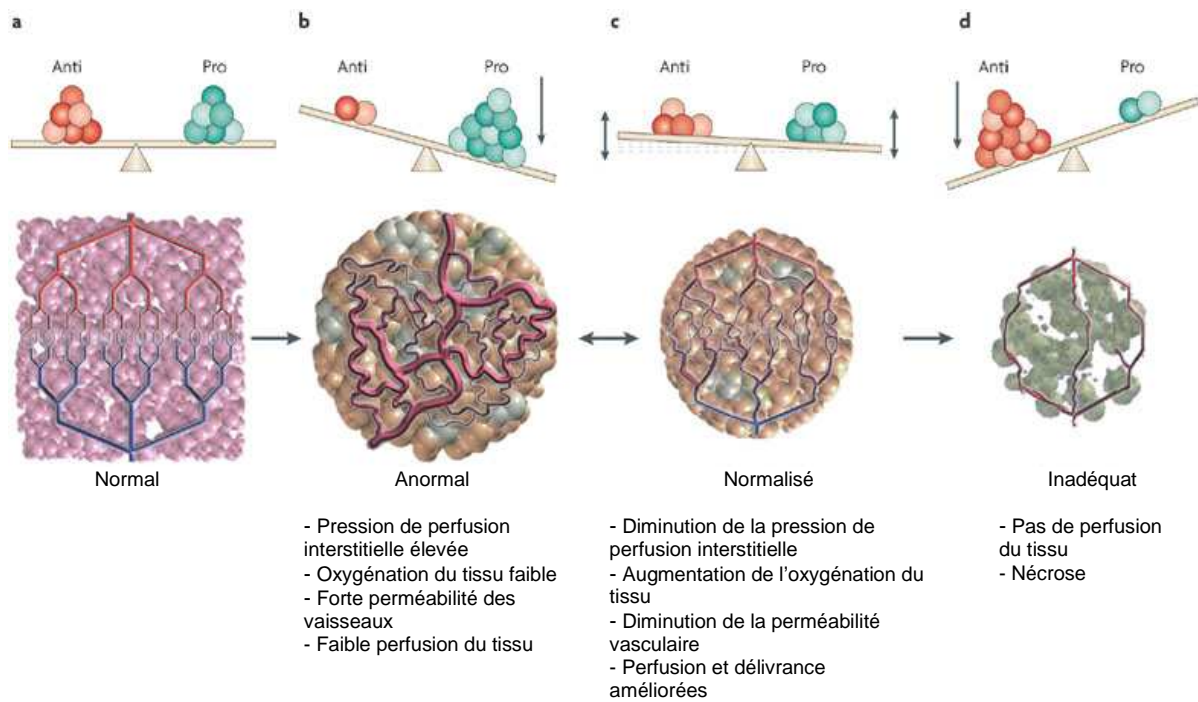 a
b
c
d
Anti
Pro
Anti
Pro
Anti
Pro
Anti
Pro
Normal
Anormal
Normalisé
Inadéquat
- Pression de perfusion
interstitielle élevée
- Oxygénation du tissu faible
- Forte perméabilité des
vaisseaux
- Faible perfusion du tissu
- Diminution de la pression de
perfusion interstitielle
- Augmentation de l’oxygénation du
tissu
- Diminution de la perméabilité
vasculaire
- Perfusion et délivrance
améliorées
- Pas de perfusion
du tissu
- Nécrose